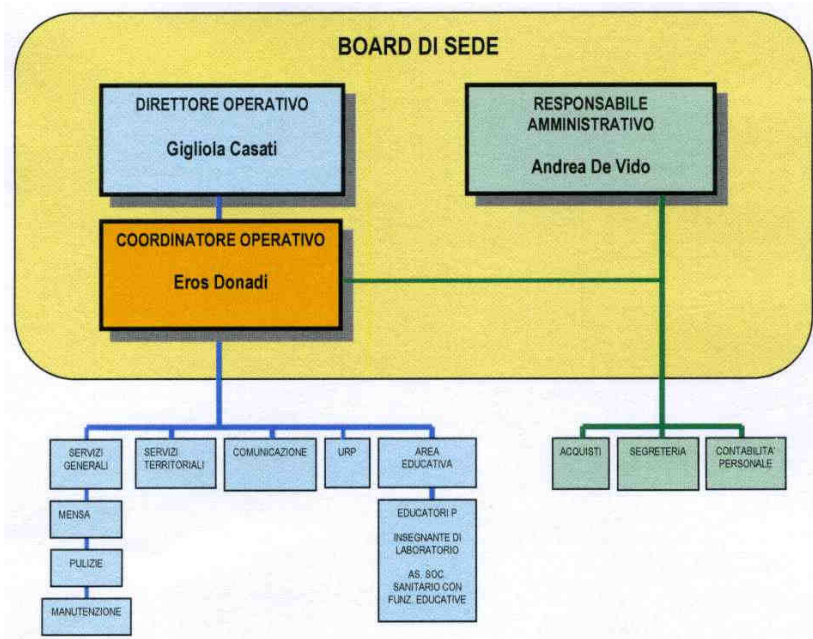 BOARD DI SEDE
DIRETTORE OPERATIVO
Gigliola Casati
RESPONSABILE
AMMINISTRATIVO
Andrea De Vido
COORDINATORE OPERATIVO
Eros Donadi
SERVIZI
GENERALI
SERVIZI
TERRITORIALI
COMUNICAZIONE
URP
AREA
EDUCATIVA
ACQUISTI
SEGRETERIA
CONTABILITA'
PERSONALE
MENSA
PULIZIE
MANUTENZIONE
EDUCATORI P
INSEGNANTE DI
LABORATORIO
AS. SOC.
SANITARIO CON
FUNZ. EDUCATIVE